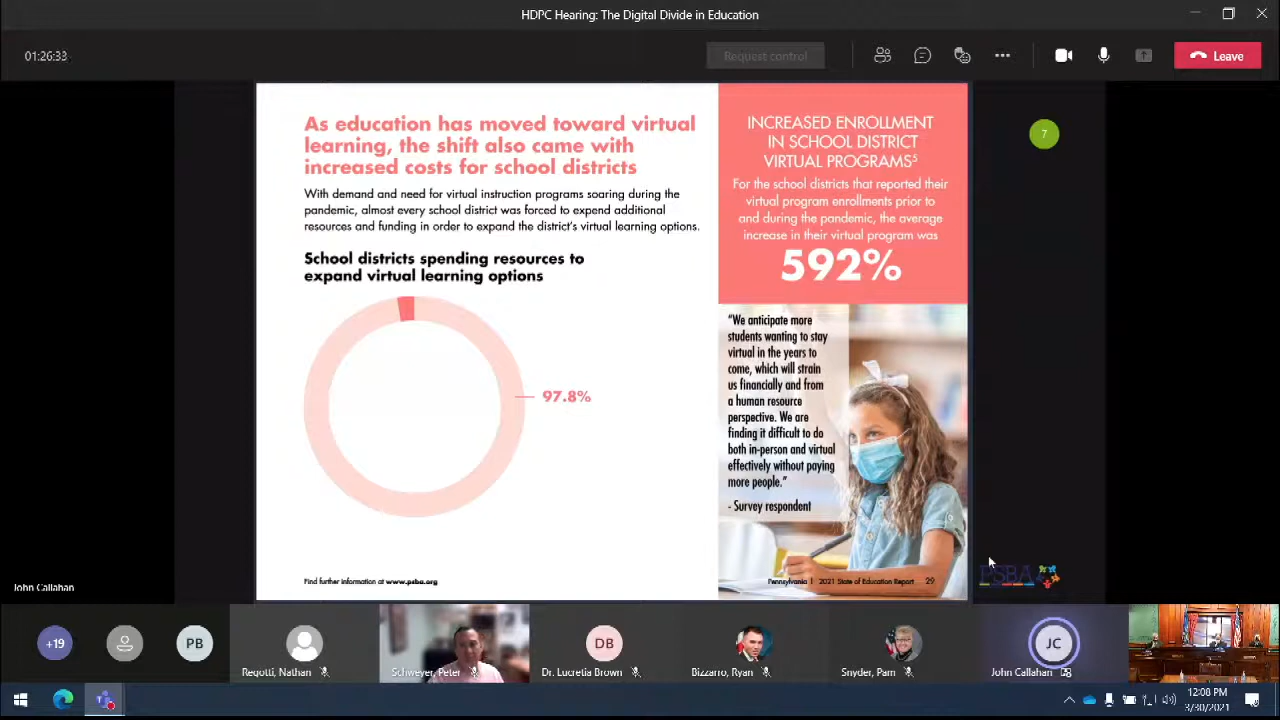 HDPC Hearing: The Digital Divide in Education
01:26:33
Request control
Leave
As education has moved toward virtual
learning, the shift also came with
increased costs for school districts
With demand and need for virtual instruction programs soaring during the
pandemic, almost every school district was forced to expend additional
resources and funding in order to expand the district's virtual learning options.
School districts spending resources to
expand virtual learning options
97.8%
Find further information at www.psba.org
INCREASED ENROLLMENT
IN SCHOOL DISTRICT
VIRTUAL PROGRAMS5
For the school districts that reported their
virtual program enrollments prior to
and during the pandemic, the average
increase in their virtual program was
592%
"We anticipate more
students wanting to stay
virtual in the years to
come, which will strain
us financially and from
a human resource
perspective. We are
finding it difficult to do
both in-person and virtual
effectively without paying
more people."
- Survey respondent
Pennsylvania | 2021 State of Education Report 29
7
PSBA
John Callahan
+19
PB
Regotti, Nathan
Schweyer, Peter
DB
Dr. Lucretia Brown
Bizzarro, Ryan
Snyder, Pam
JC
John Callahan
12:08 PM
3/30/2021